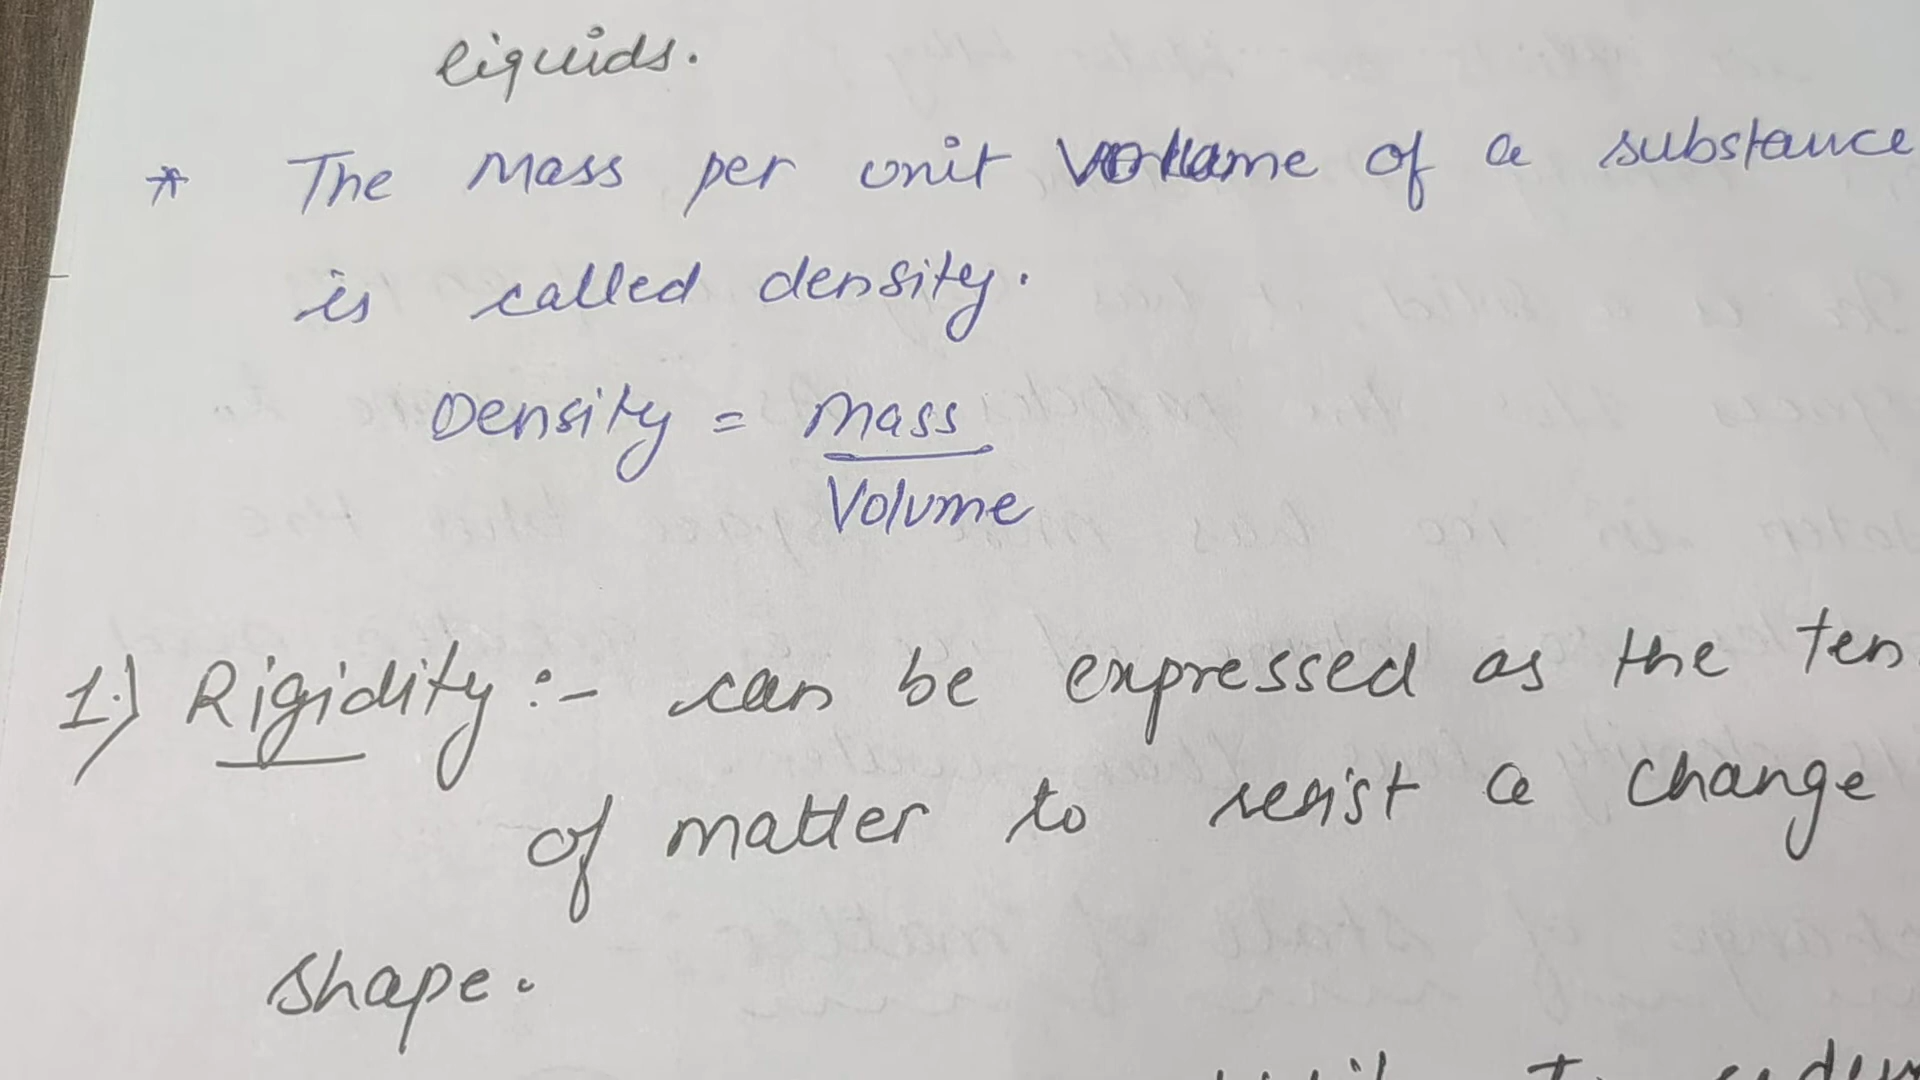 liquids.
* The Mass per unit Volume of a substance
is called density.
Density = Mass
Volume
1.) Rigidity :- can be expressed as the ten
of matter to resist a change
shape.